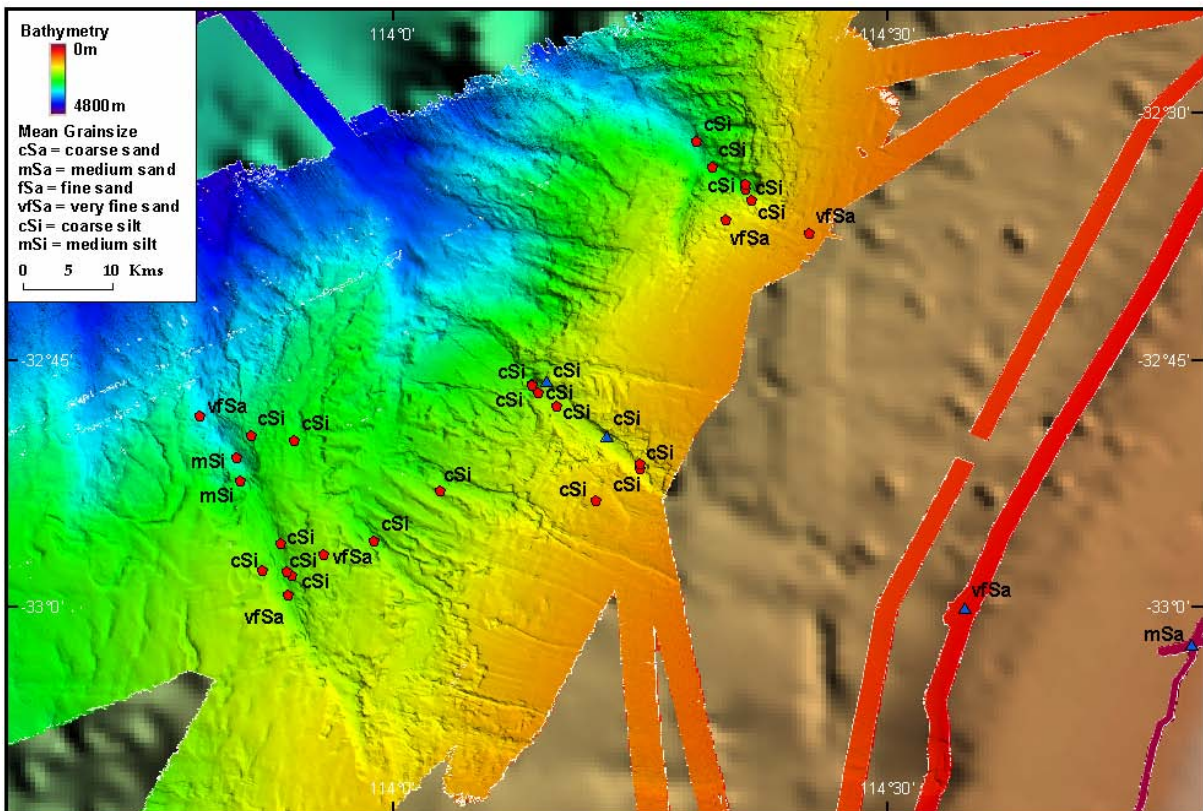 Bathymetry
0m
4800m
Mean Grainsize
cSa = coarse sand
mSa = medium sand
fSa = fine sand
vfSa = very fine sand
cSi = coarse silt
mSi = medium silt
0 5 10 Kms
114°0'
114°30'
-32°30'
cSi
cSi
cSi
cSi
cSi
vfSa
vfSa
-32°45'
-32°45'
cSi
cSi
cSi
cSi
cSi
cSi
cSi
cSi
vfSa
cSi
cSi
mSi
mSi
cSi
cSi
cSi
vfSa
cSi
cSi
cSi
vfSa
-33°0'
-33°0'
vfSa
mSa
114°0'
114°30'